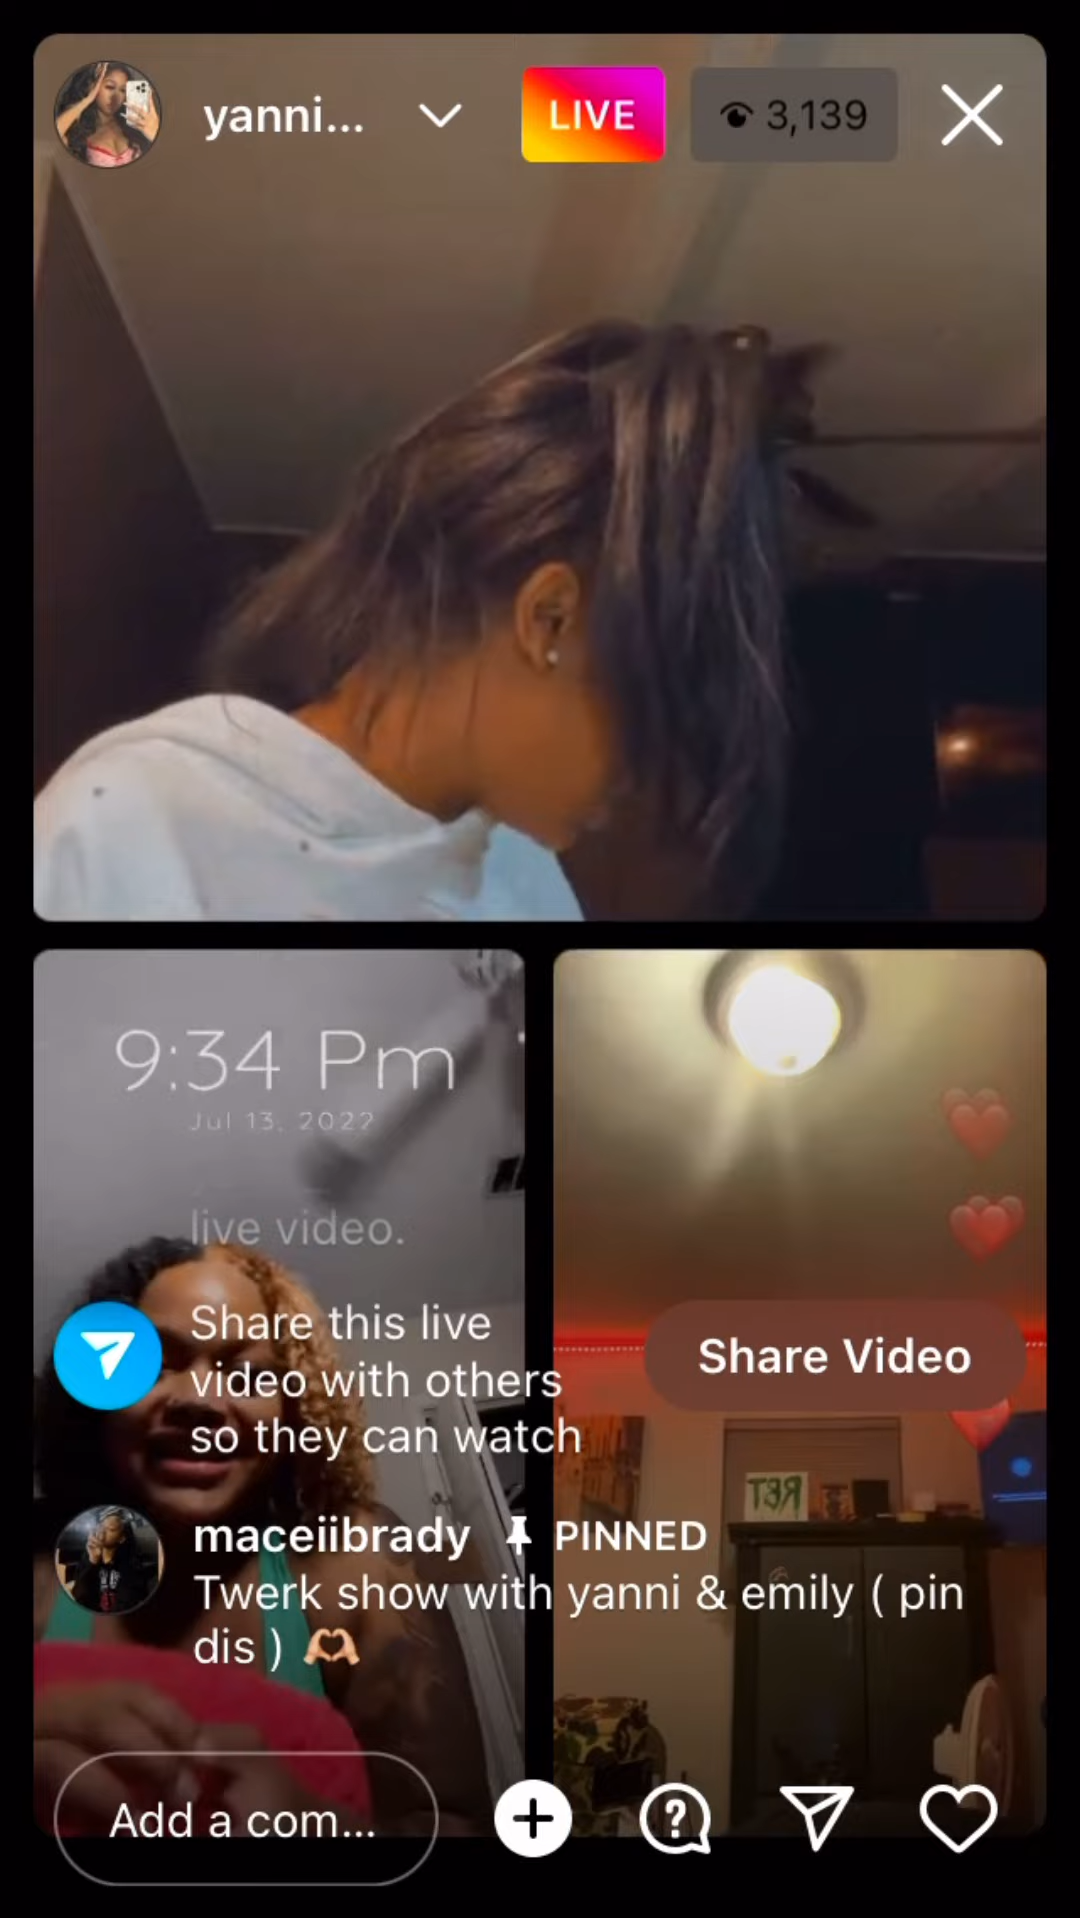 yanni...
LIVE
3,139
9:34 Pm
Jul 13, 2022
live video.
Share this live
video with others
so they can watch
Share Video
maceiibrady PINNED
Twerk show with yanni & emily ( pin
dis ) 🫶🏼
Add a com...